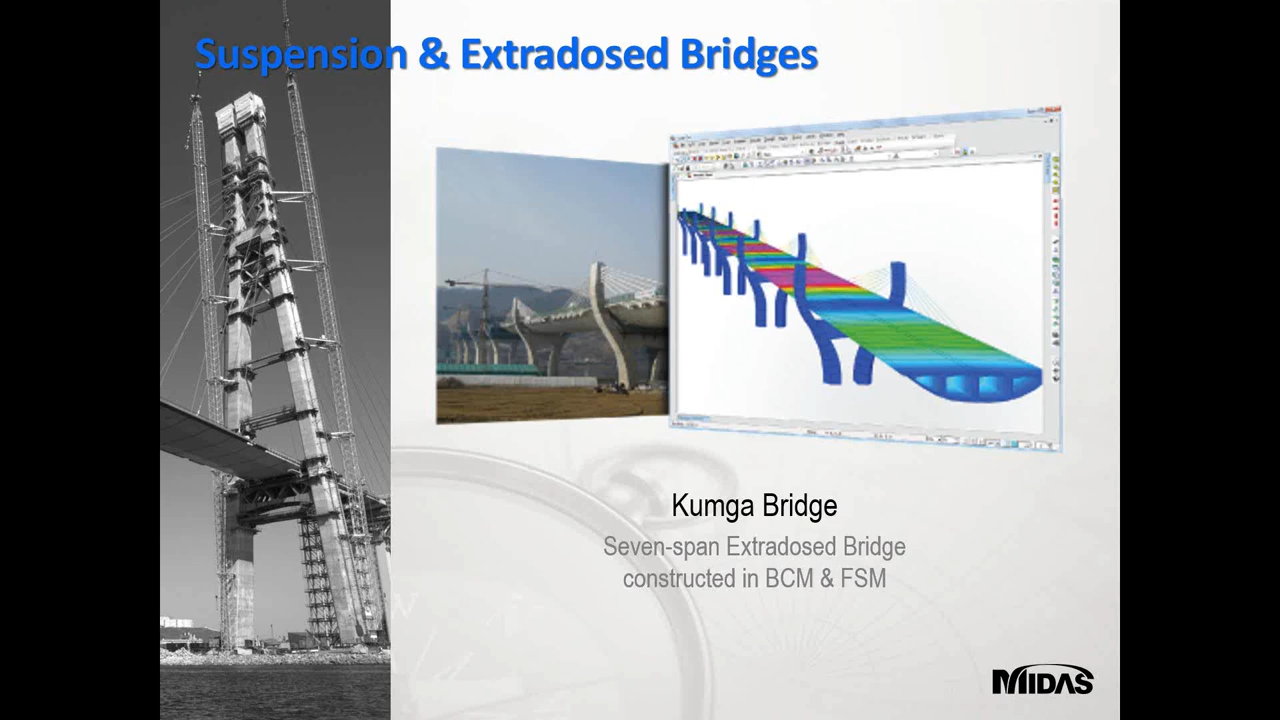 Suspension & Extradosed Bridges
Kumga Bridge
Seven-span Extradosed Bridge
constructed in BCM & FSM
MIDAS